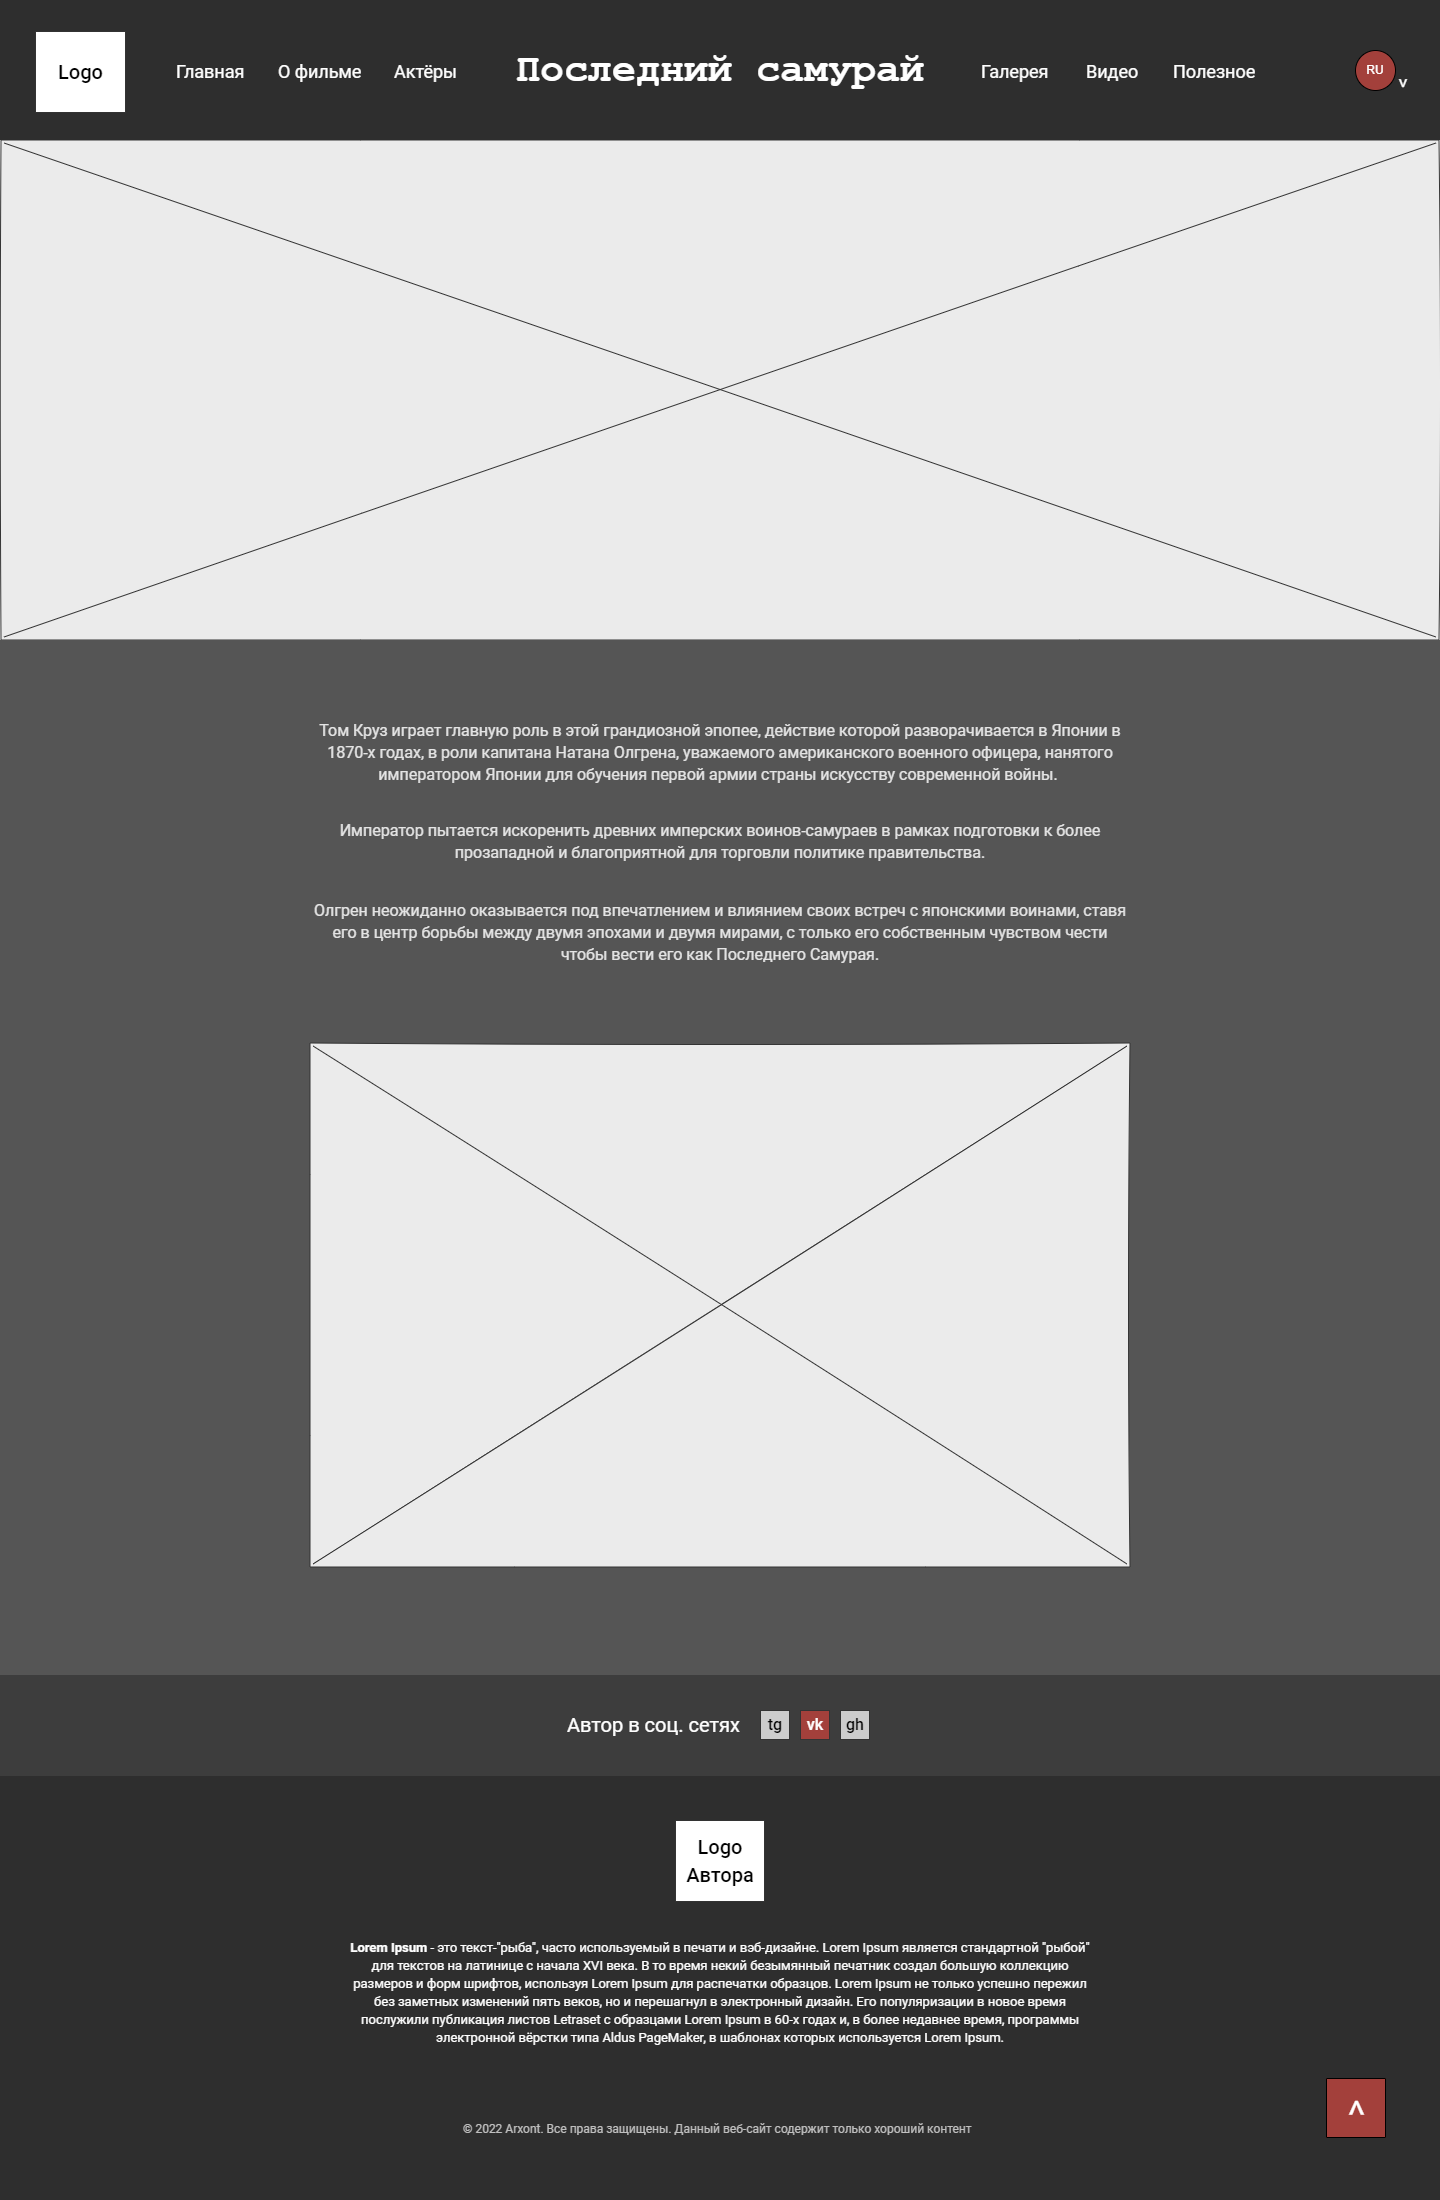 Logo
Главная О фильме Актёры Последний самурай Галерея Видео Полезное RU v
Том Круз играет главную роль в этой грандиозной эпопее, действие которой разворачивается в Японии в
1870-х годах, в роли капитана Натана Олгрена, уважаемого американского военного офицера, нанятого
императором Японии для обучения первой армии страны искусству современной войны.
Император пытается искоренить древних имперских воинов-самураев в рамках подготовки к более
прозападной и благоприятной для торговли политике правительства.
Олгрен неожиданно оказывается под впечатлением и влиянием своих встреч с японскими воинами, ставя
его в центр борьбы между двумя эпохами и двумя мирами, с только его собственным чувством чести
чтобы вести его как Последнего Самурая.
Автор в соц. сетях tg vk gh
Logo
Автора
Lorem Ipsum - это текст-"рыба", часто используемый в печати и вэб-дизайне. Lorem Ipsum является стандартной "рыбой"
для текстов на латинице с начала XVI века. В то время некий безымянный печатник создал большую коллекцию
размеров и форм шрифтов, используя Lorem Ipsum для распечатки образцов. Lorem Ipsum не только успешно пережил
без заметных изменений пять веков, но и перешагнул в электронный дизайн. Его популяризации в новое время
послужили публикация листов Letraset с образцами Lorem Ipsum в 60-х годах и, в более недавнее время, программы
электронной вёрстки типа Aldus PageMaker, в шаблонах которых используется Lorem Ipsum.
^
© 2022 Arxont. Все права защищены. Данный веб-сайт содержит только хороший контент